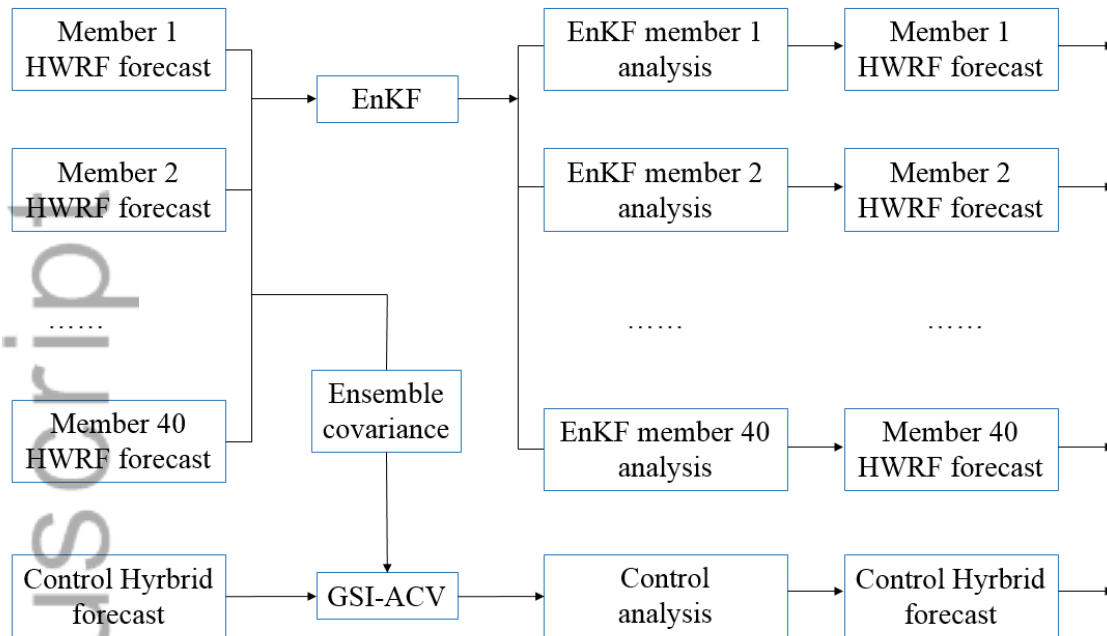 Member 1
HWRF forecast
EnKF
EnKF member 1
analysis
Member 1
HWRF forecast
Member 2
HWRF forecast
EnKF member 2
analysis
Member 2
HWRF forecast
......
......
......
Ensemble
covariance
Member 40
HWRF forecast
EnKF member 40
analysis
Member 40
HWRF forecast
Control Hyrbrid
forecast
GSI-ACV
Control
analysis
Control Hyrbrid
forecast
uscript